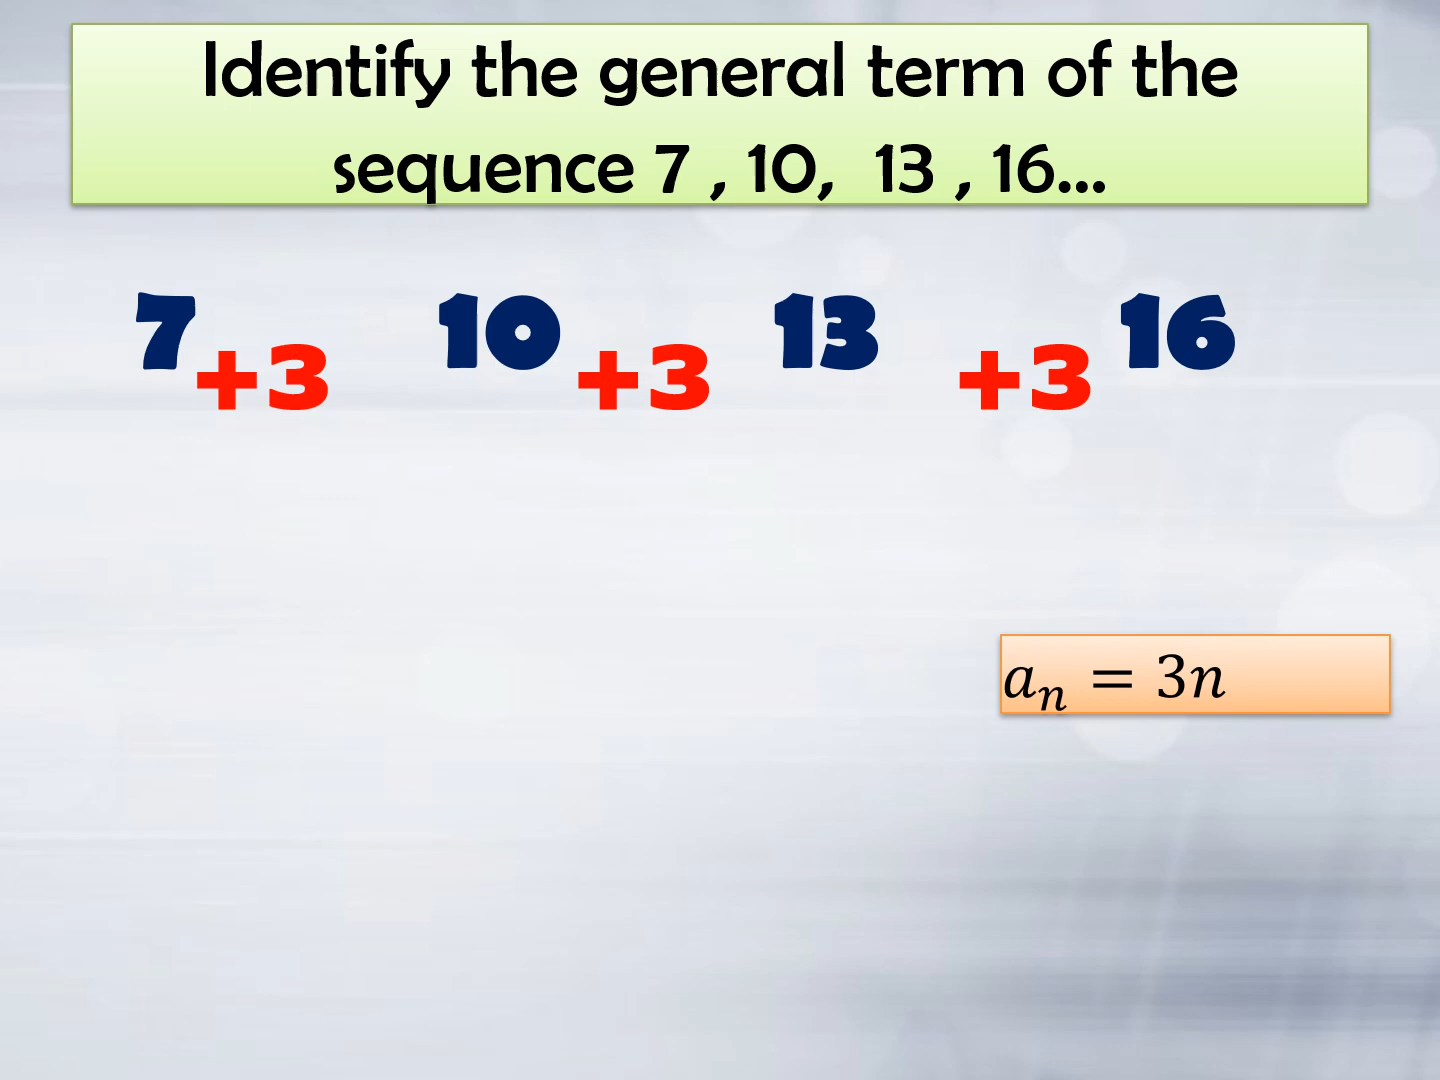 Identify the general term of the
sequence 7 , 10,  13 , 16...
7 +3 10 +3 13 +3 16
aₙ = 3n